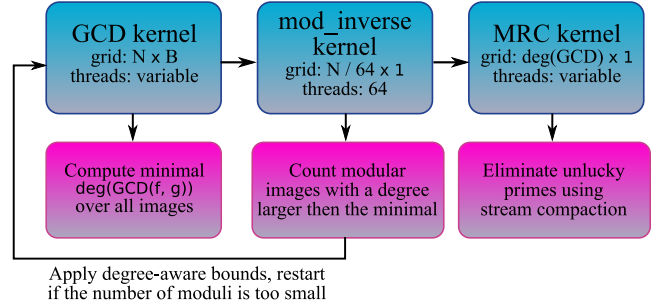 GCD kernel
grid: N x B
threads: variable
mod_inverse
kernel
grid: N / 64 x 1
threads: 64
MRC kernel
grid: deg(GCD) x 1
threads: variable
Compute minimal
deg(GCD(f, g))
over all images
Count modular
images with a degree
larger then the minimal
Eliminate unlucky
primes using
stream compaction
Apply degree-aware bounds, restart
if the number of moduli is too small